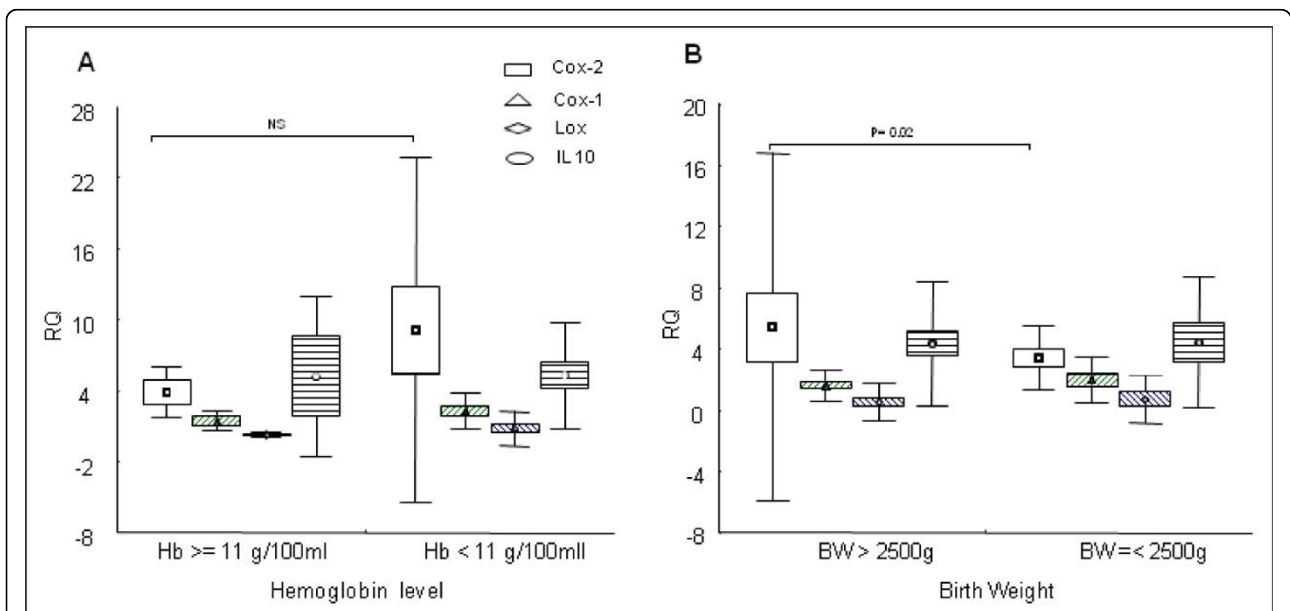 A
Cox-2
Cox-1
Lox
IL10
28
22
16
10
4
-2
-8
RQ
NS
Hb >= 11 g/100ml
Hb < 11 g/100mll
Hemoglobin level
B
20
16
12
8
4
0
-4
-8
RQ
P= 0.02
BW > 2500g
BW =< 2500g
Birth Weight